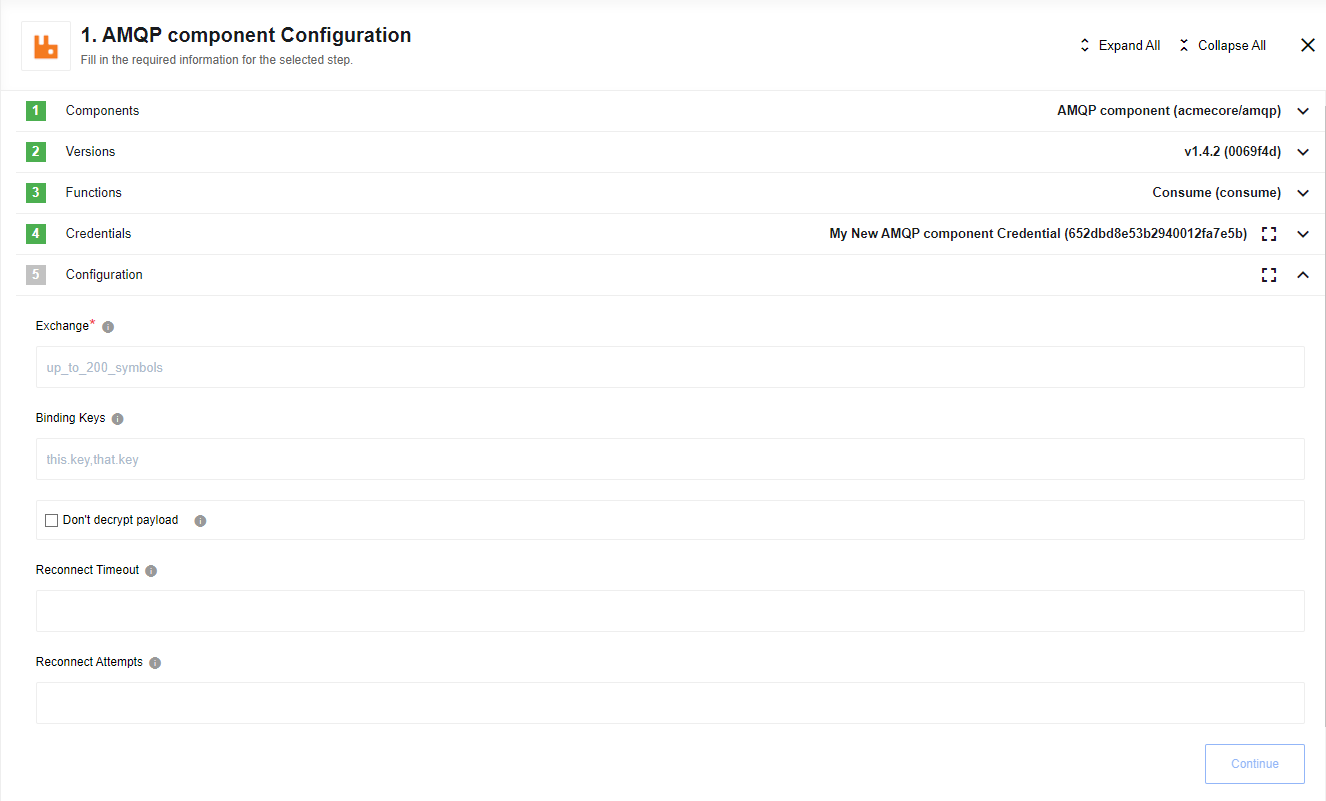 1. AMQP component Configuration
Fill in the required information for the selected step.
Expand All
Collapse All
1 Components AMQP component (acmecore/amqp)
2 Versions v1.4.2 (0069f4d)
3 Functions Consume (consume)
4 Credentials My New AMQP component Credential (652dbd8e53b2940012fa7e5b)
5 Configuration
Exchange*
up_to_200_symbols
Binding Keys
this.key,that.key
Don't decrypt payload
Reconnect Timeout
Reconnect Attempts
Continue